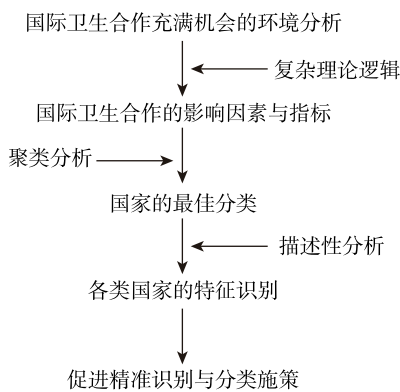 国际卫生合作充满机会的环境分析
复杂理论逻辑
国际卫生合作的影响因素与指标
聚类分析
国家的最佳分类
描述性分析
各类国家的特征识别
促进精准识别与分类施策